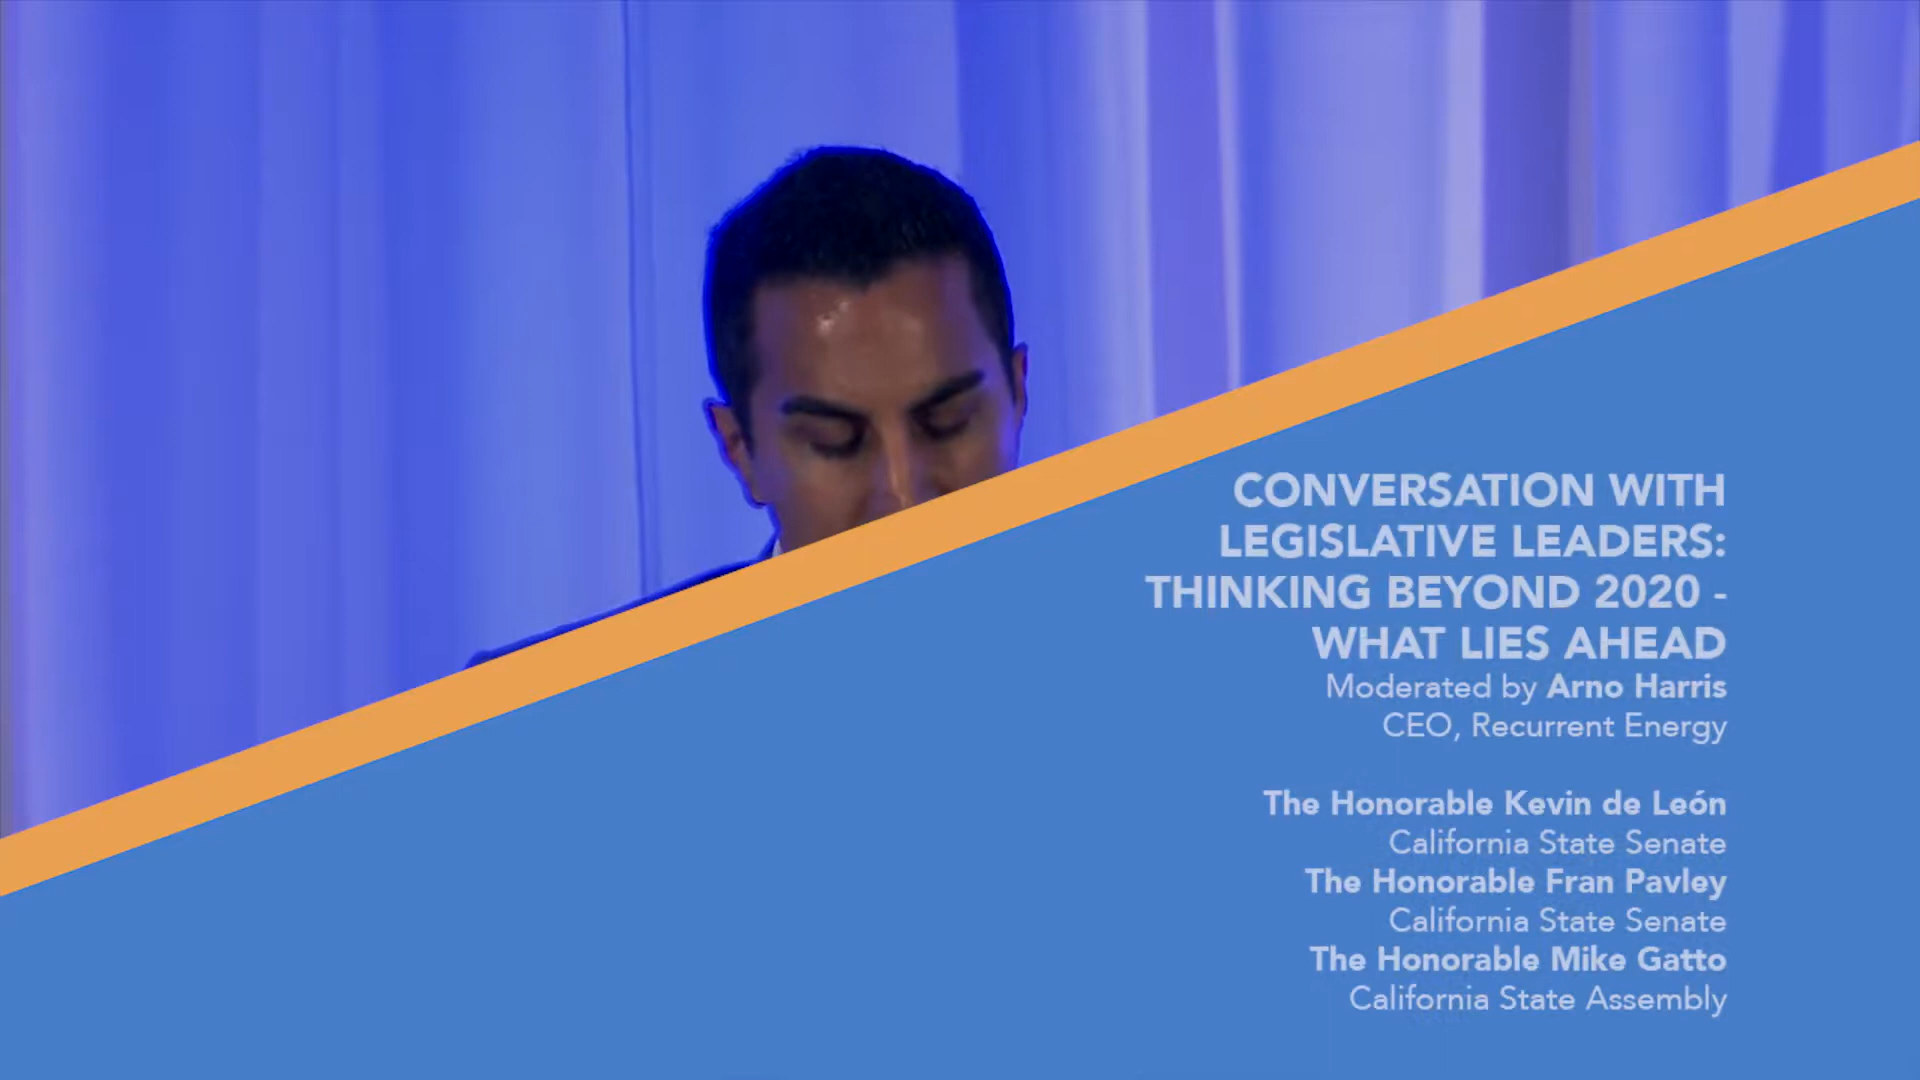 CONVERSATION WITH
LEGISLATIVE LEADERS:
THINKING BEYOND 2020 -
WHAT LIES AHEAD
Moderated by Arno Harris
CEO, Recurrent Energy
The Honorable Kevin de León
California State Senate
The Honorable Fran Pavley
California State Senate
The Honorable Mike Gatto
California State Assembly